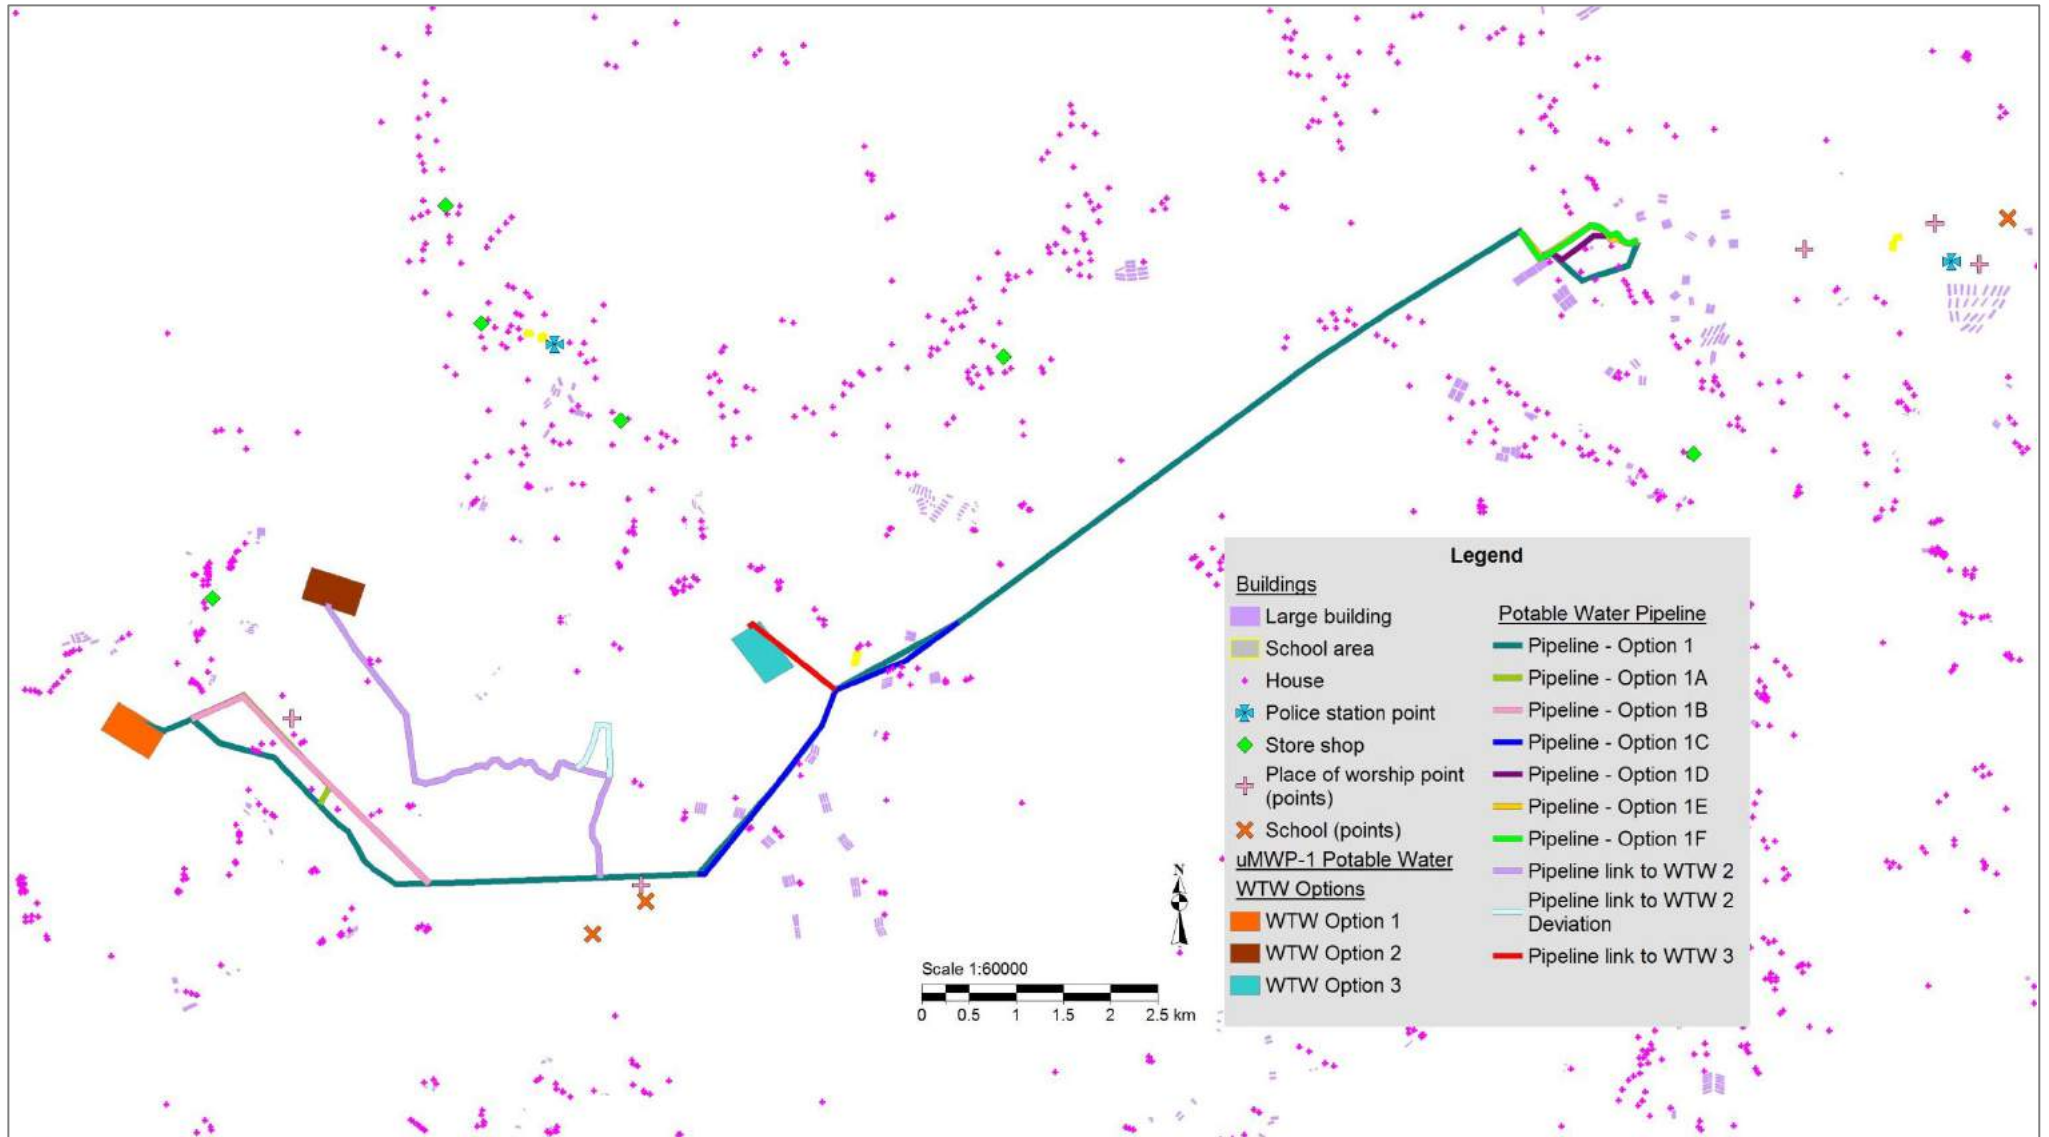 Legend
Buildings
Large building
School area
House
Police station point
Store shop
Place of worship point
(points)
School (points)
uMWP-1 Potable Water
WTW Options
WTW Option 1
WTW Option 2
WTW Option 3
Potable Water Pipeline
Pipeline - Option 1
Pipeline - Option 1A
Pipeline - Option 1B
Pipeline - Option 1C
Pipeline - Option 1D
Pipeline - Option 1E
Pipeline - Option 1F
Pipeline link to WTW 2
Pipeline link to WTW 2
Deviation
Pipeline link to WTW 3
N
Scale 1:60000
0 0.5 1 1.5 2 2.5 km